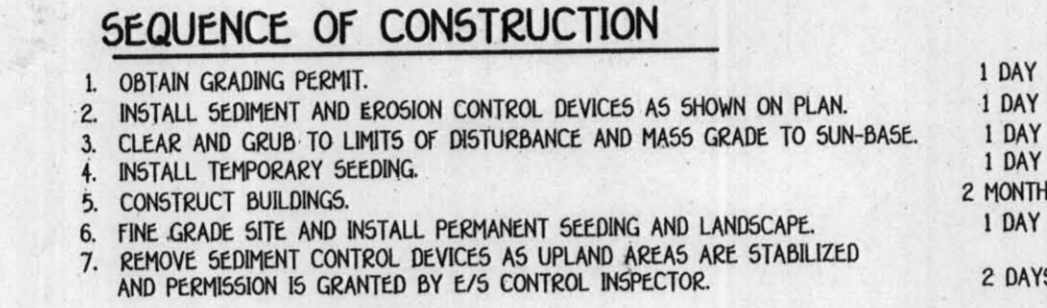 SEQUENCE OF CONSTRUCTION
1. OBTAIN GRADING PERMIT. 1 DAY
2. INSTALL SEDIMENT AND EROSION CONTROL DEVICES AS SHOWN ON PLAN. 1 DAY
3. CLEAR AND GRUB TO LIMITS OF DISTURBANCE AND MASS GRADE TO SUN-BASE. 1 DAY
4. INSTALL TEMPORARY SEEDING. 1 DAY
5. CONSTRUCT BUILDINGS. 2 MONTH
6. FINE GRADE SITE AND INSTALL PERMANENT SEEDING AND LANDSCAPE. 1 DAY
7. REMOVE SEDIMENT CONTROL DEVICES AS UPLAND AREAS ARE STABILIZED
AND PERMISSION IS GRANTED BY E/S CONTROL INSPECTOR. 2 DAYS